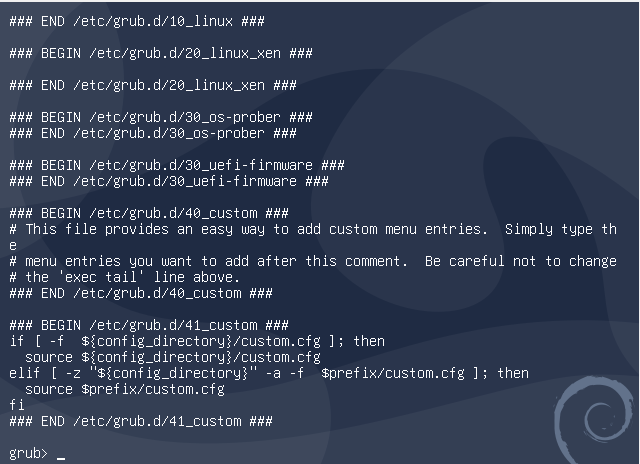 ### END /etc/grub.d/10_linux ###
### BEGIN /etc/grub.d/20_linux_xen ###
### END /etc/grub.d/20_linux_xen ###
### BEGIN /etc/grub.d/30_os-prober ###
### END /etc/grub.d/30_os-prober ###
### BEGIN /etc/grub.d/30_uefi-firmware ###
### END /etc/grub.d/30_uefi-firmware ###
### BEGIN /etc/grub.d/40_custom ###
# This file provides an easy way to add custom menu entries.  Simply type th
e
# menu entries you want to add after this comment.  Be careful not to change
# the 'exec tail' line above.
### END /etc/grub.d/40_custom ###
### BEGIN /etc/grub.d/41_custom ###
if [ -f  ${config_directory}/custom.cfg ]; then
  source ${config_directory}/custom.cfg
elif [ -z "${config_directory}" -a -f  $prefix/custom.cfg ]; then
  source $prefix/custom.cfg
fi
### END /etc/grub.d/41_custom ###
grub> _